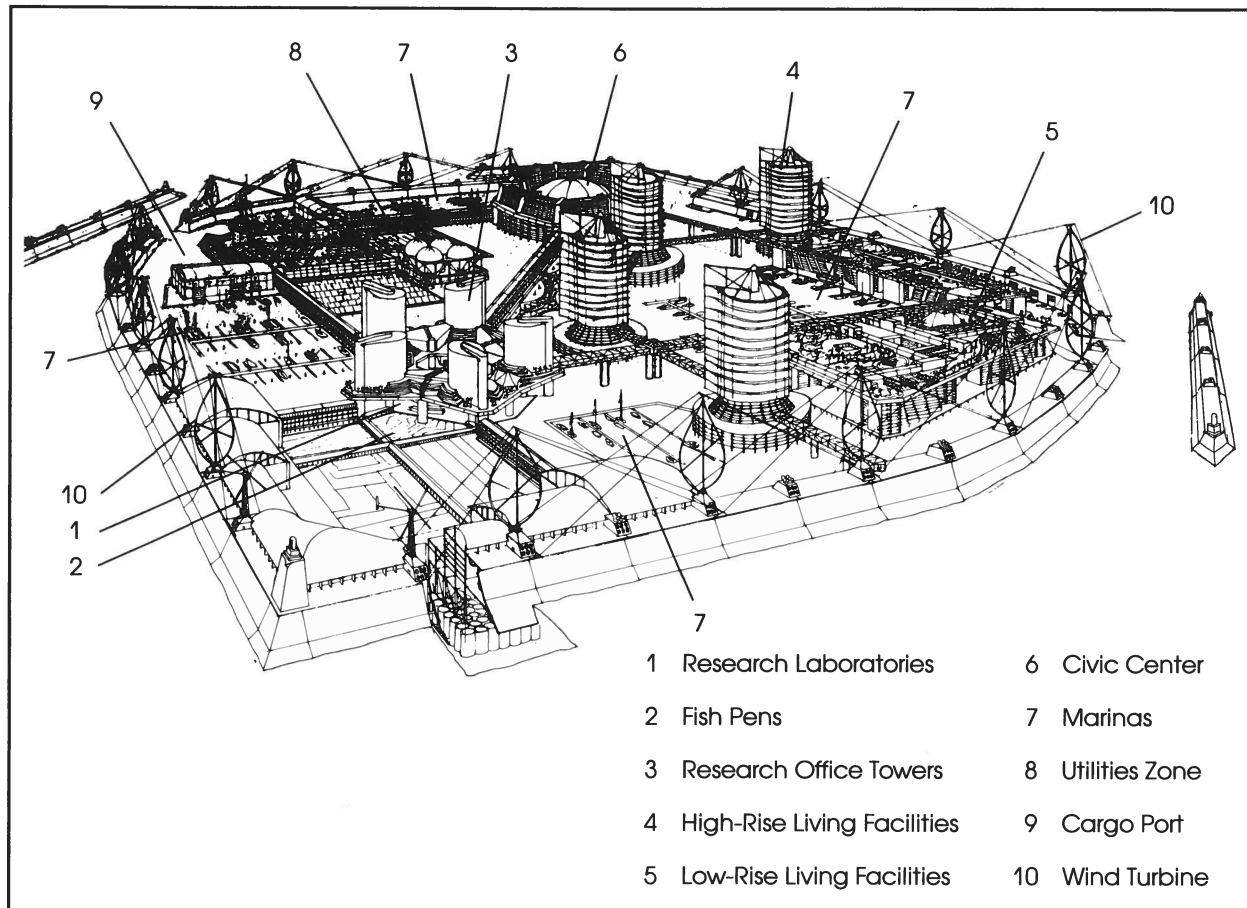 8 7 3 6 4
9 7 5
10
7
10
1
2
7
1 Research Laboratories
2 Fish Pens
3 Research Office Towers
4 High-Rise Living Facilities
5 Low-Rise Living Facilities
6 Civic Center
7 Marinas
8 Utilities Zone
9 Cargo Port
10 Wind Turbine